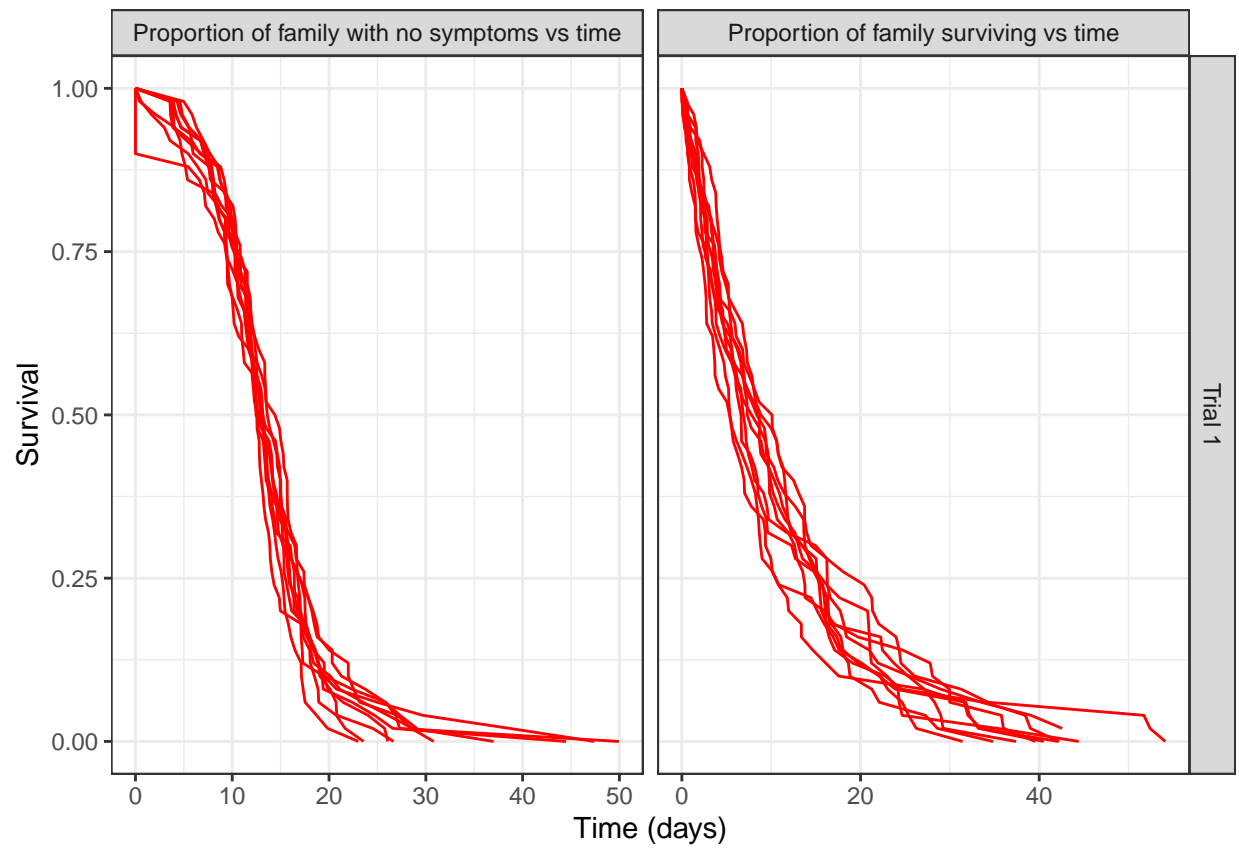 Proportion of family with no symptoms vs time
Proportion of family surviving vs time
1.00
0.75
0.50
0.25
0.00
Survival
Trial 1
0 10 20 30 40 50
0 20 40
Time (days)